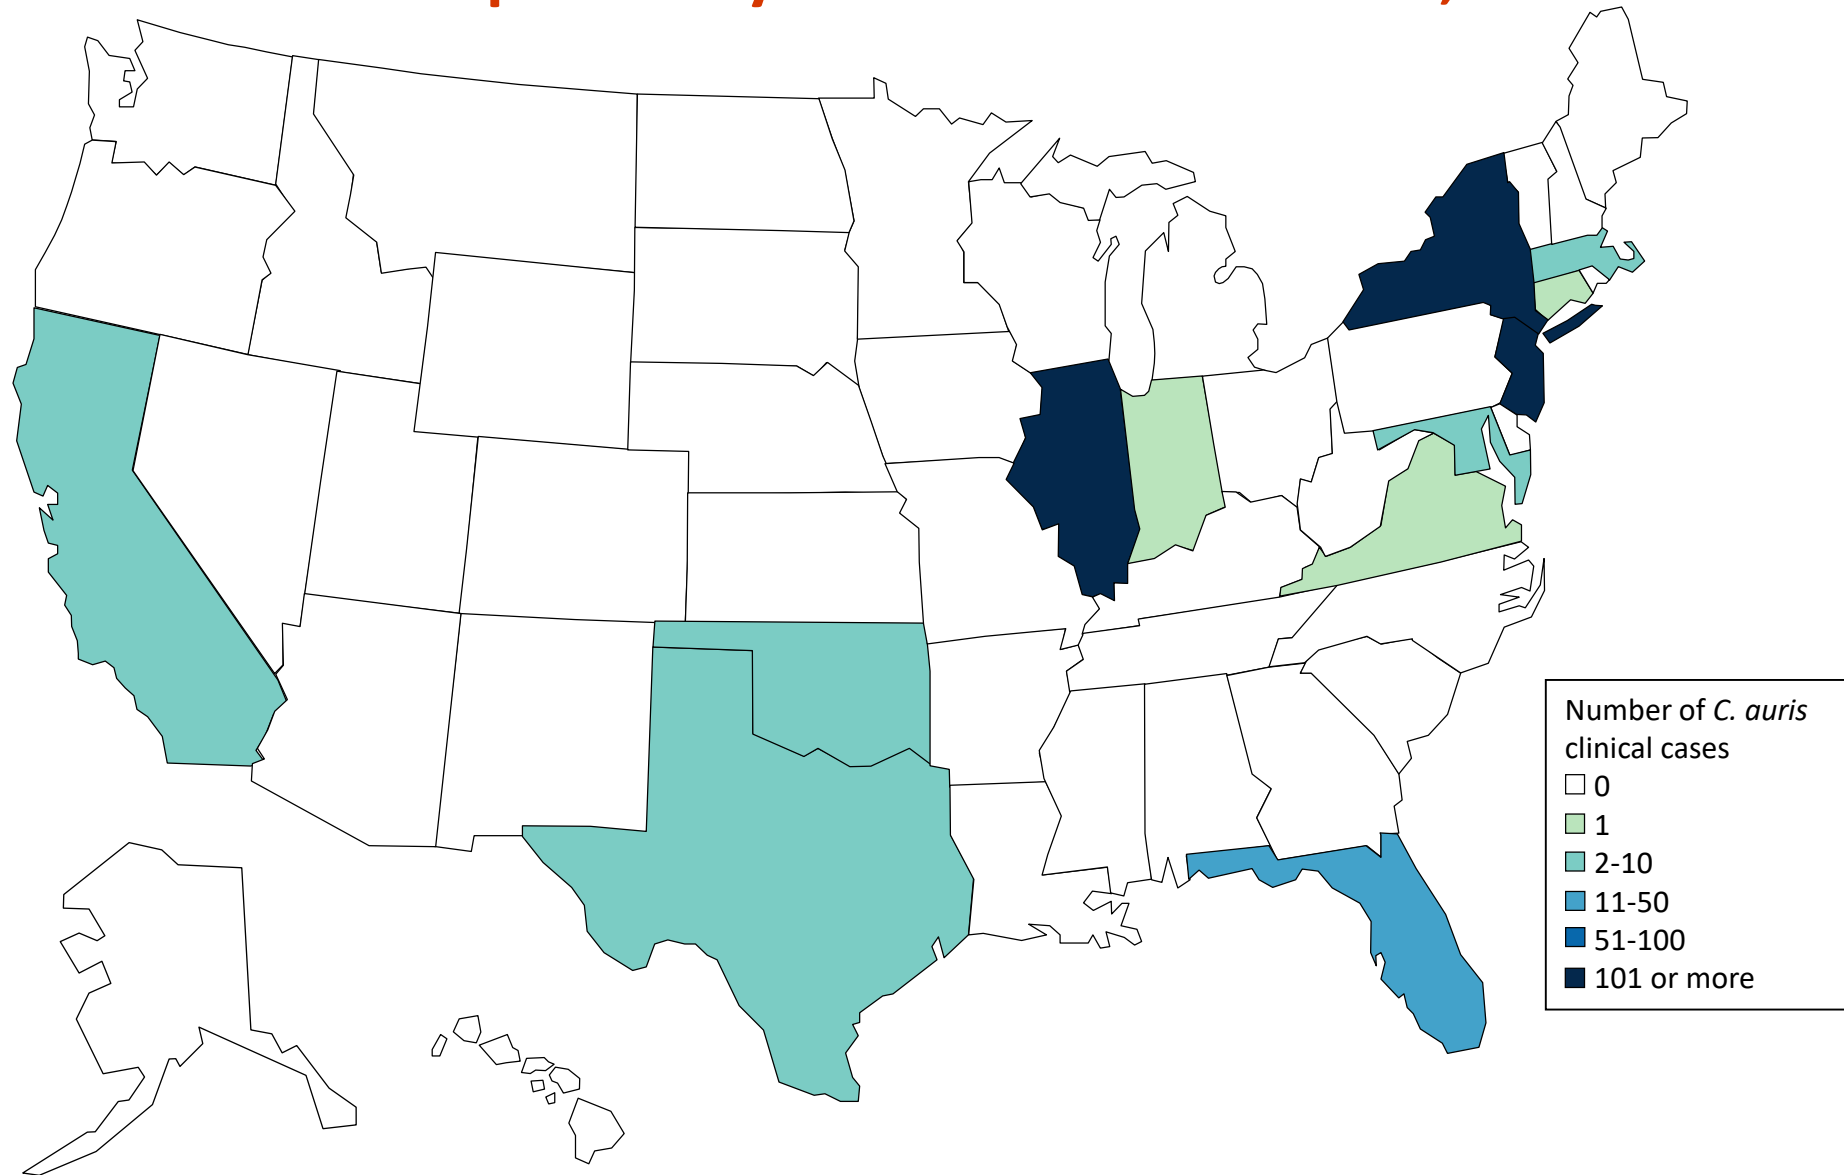 Number of C. auris
clinical cases
0
1
2-10
11-50
51-100
101 or more